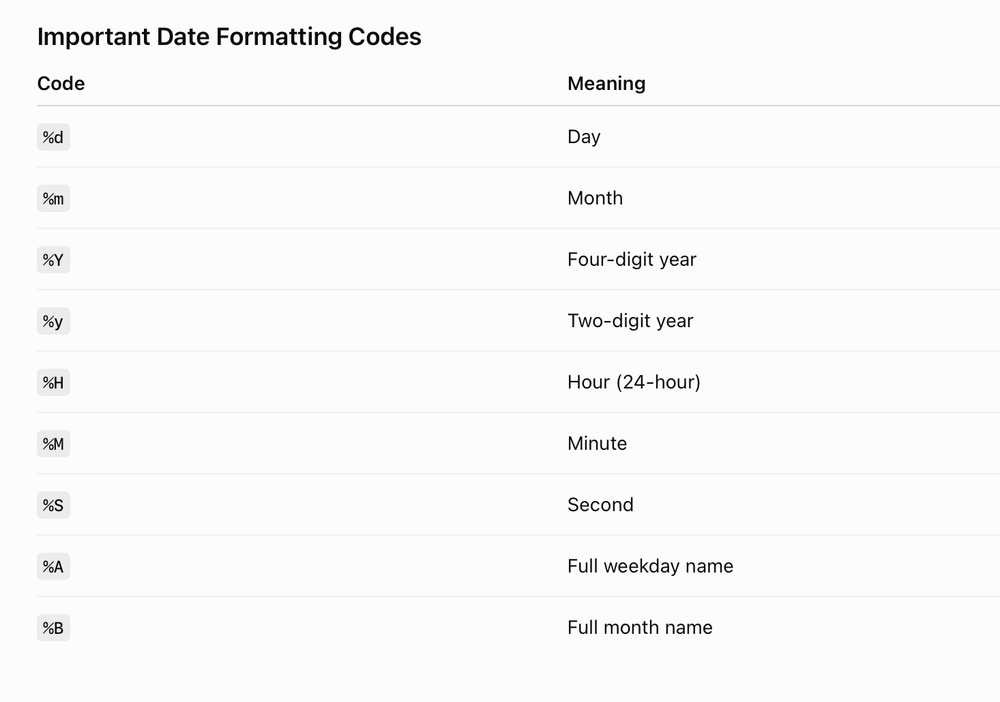 Important Date Formatting Codes
Code Meaning
%d Day
%m Month
%Y Four-digit year
%y Two-digit year
%H Hour (24-hour)
%M Minute
%S Second
%A Full weekday name
%B Full month name